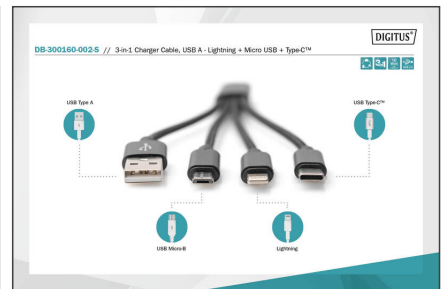 DIGITUS®
DB-300160-002-S // 3-in-1 Charger Cable, USB A - Lightning + Micro USB + Type-C™
USB Type A
USB Type-C™
USB Micro-B
Lightning